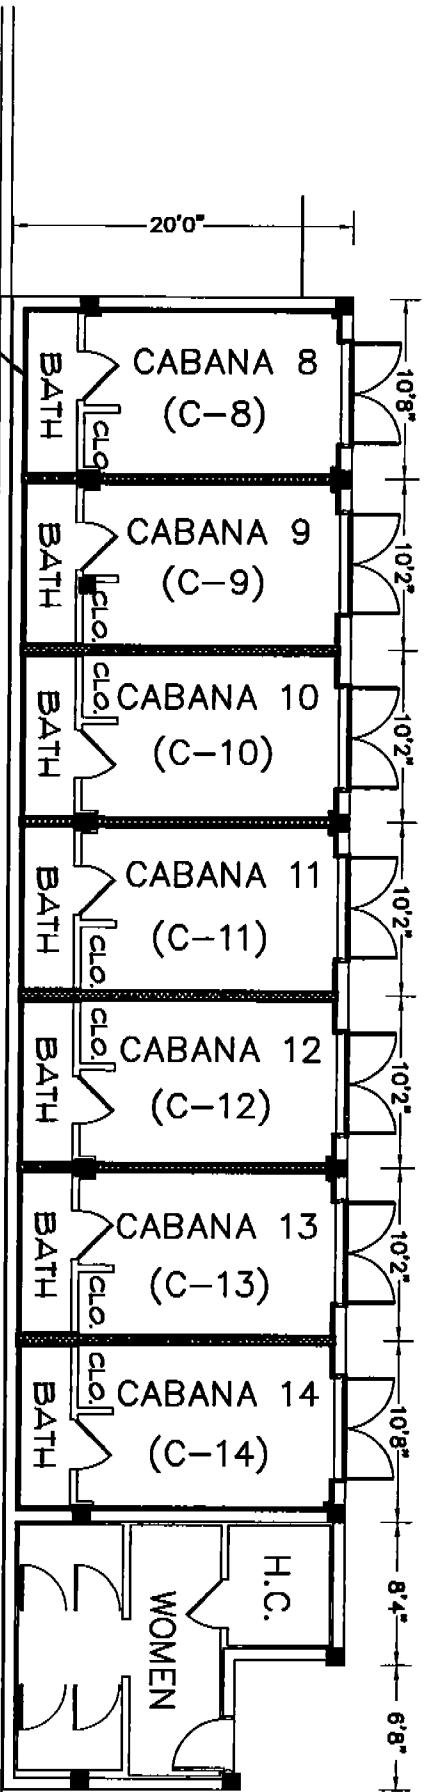 20'0"
CABANA 8
(C-8)
BATH
CLO.
10'8"
CABANA 9
(C-9)
BATH
CLO.
10'2"
CLO.
CABANA 10
(C-10)
BATH
10'2"
CABANA 11
(C-11)
BATH
CLO.
10'2"
CLO.
CABANA 12
(C-12)
BATH
10'2"
CABANA 13
(C-13)
BATH
CLO.
10'2"
CLO.
CABANA 14
(C-14)
BATH
10'8"
H.C.
WOMEN
8'4"
6'8"